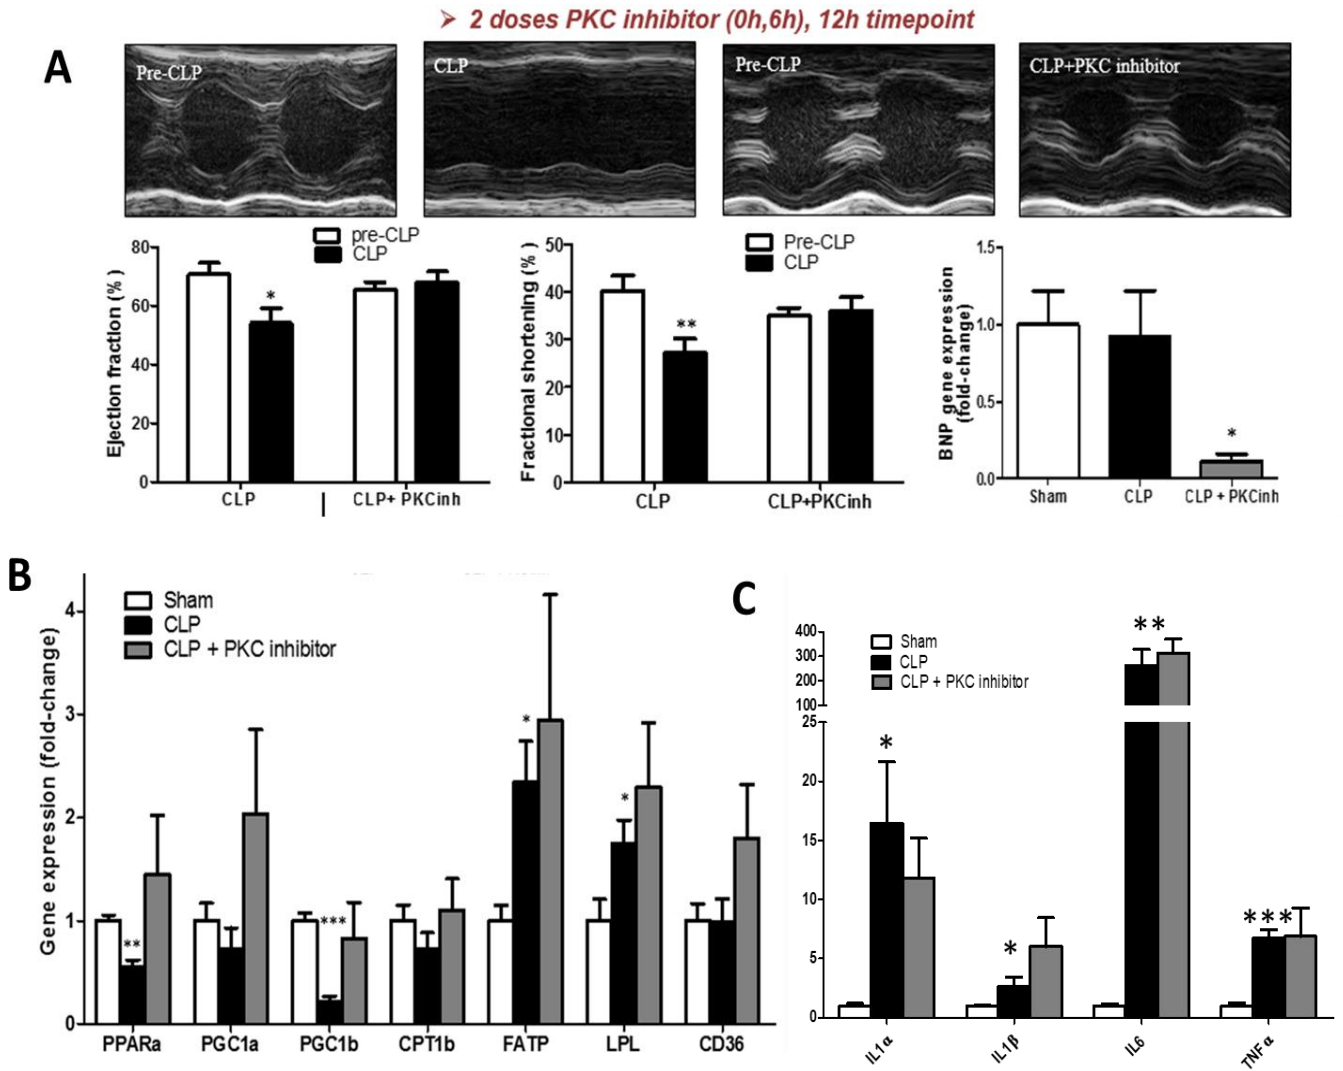 ➢ 2 doses PKC inhibitor (0h,6h), 12h timepoint
A
Pre-CLP
CLP
Pre-CLP
CLP+PKC inhibitor
Ejection fraction (%)
80
60
40
20
0
pre-CLP
CLP
*
CLP
CLP+ PKCinh
Fractional shortening (%)
50
40
30
20
10
0
Pre-CLP
CLP
**
CLP
CLP+PKCinh
BNP gene expression
(fold-change)
1.5
1.0
0.5
0.0
*
Sham
CLP
CLP + PKCinh
B
Gene expression (fold-change)
4
3
2
1
0
Sham
CLP
CLP + PKC inhibitor
**
***
*
*
PPARa
PGC1a
PGC1b
CPT1b
FATP
LPL
CD36
C
400
300
200
100
25
20
15
10
5
0
Sham
CLP
CLP + PKC inhibitor
*
*
**
***
IL1α
IL1β
IL6
TNFα